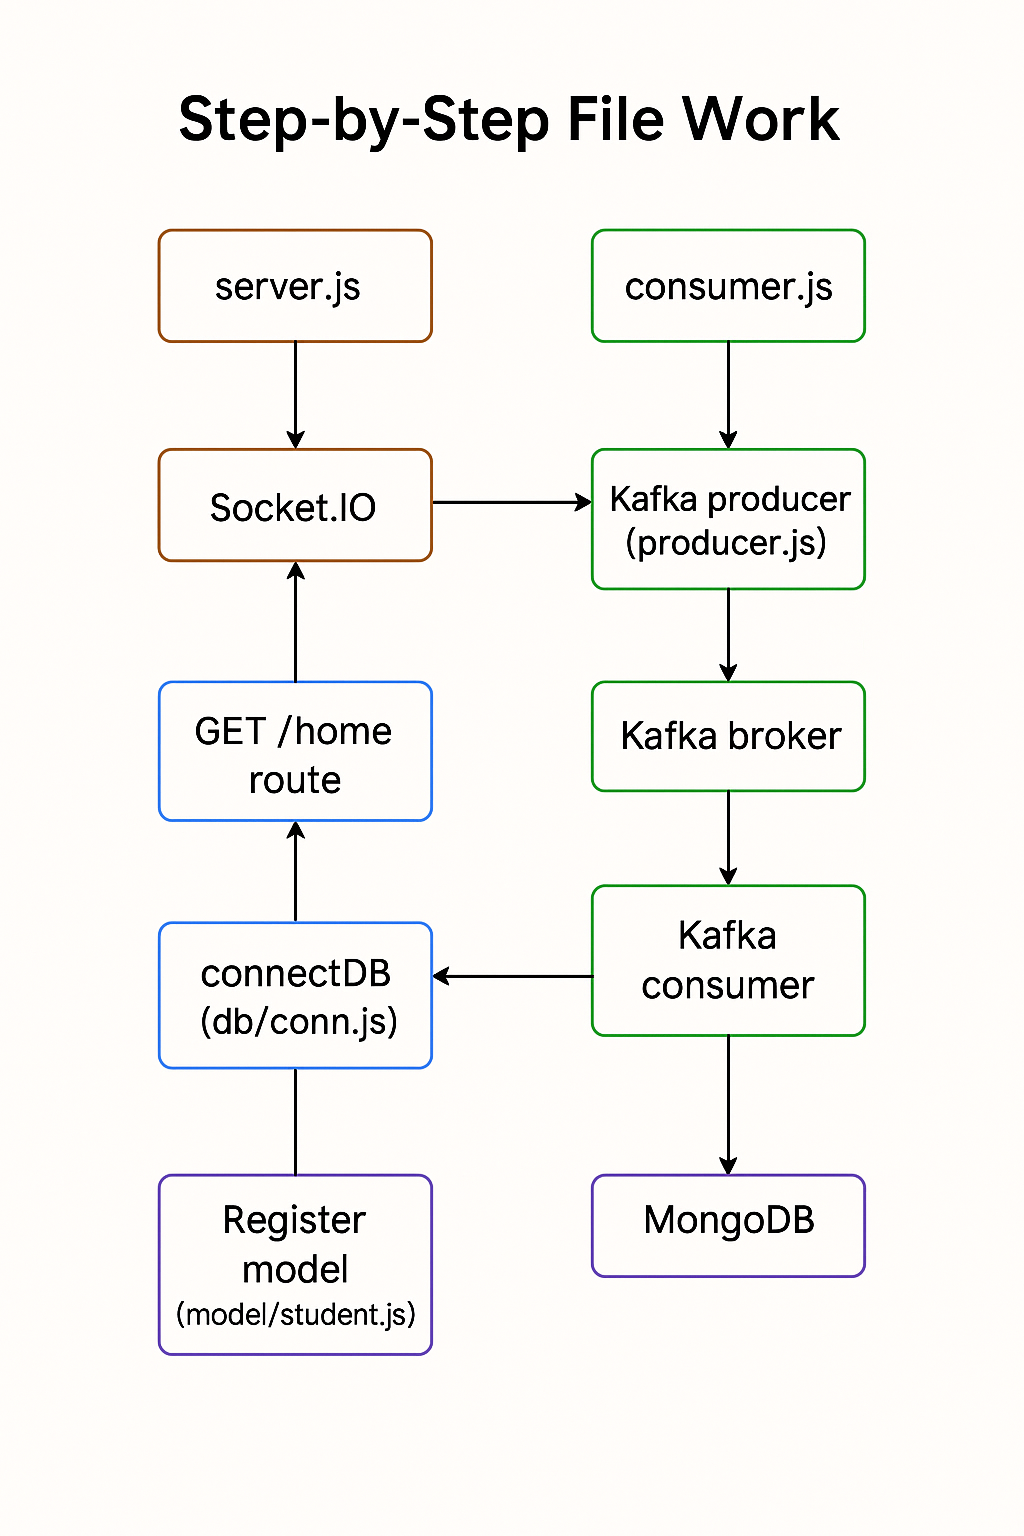 Step-by-Step File Work
server.js
consumer.js
Socket.IO
Kafka producer
(producer.js)
GET /home
route
Kafka broker
connectDB
(db/conn.js)
Kafka
consumer
Register
model
(model/student.js)
MongoDB